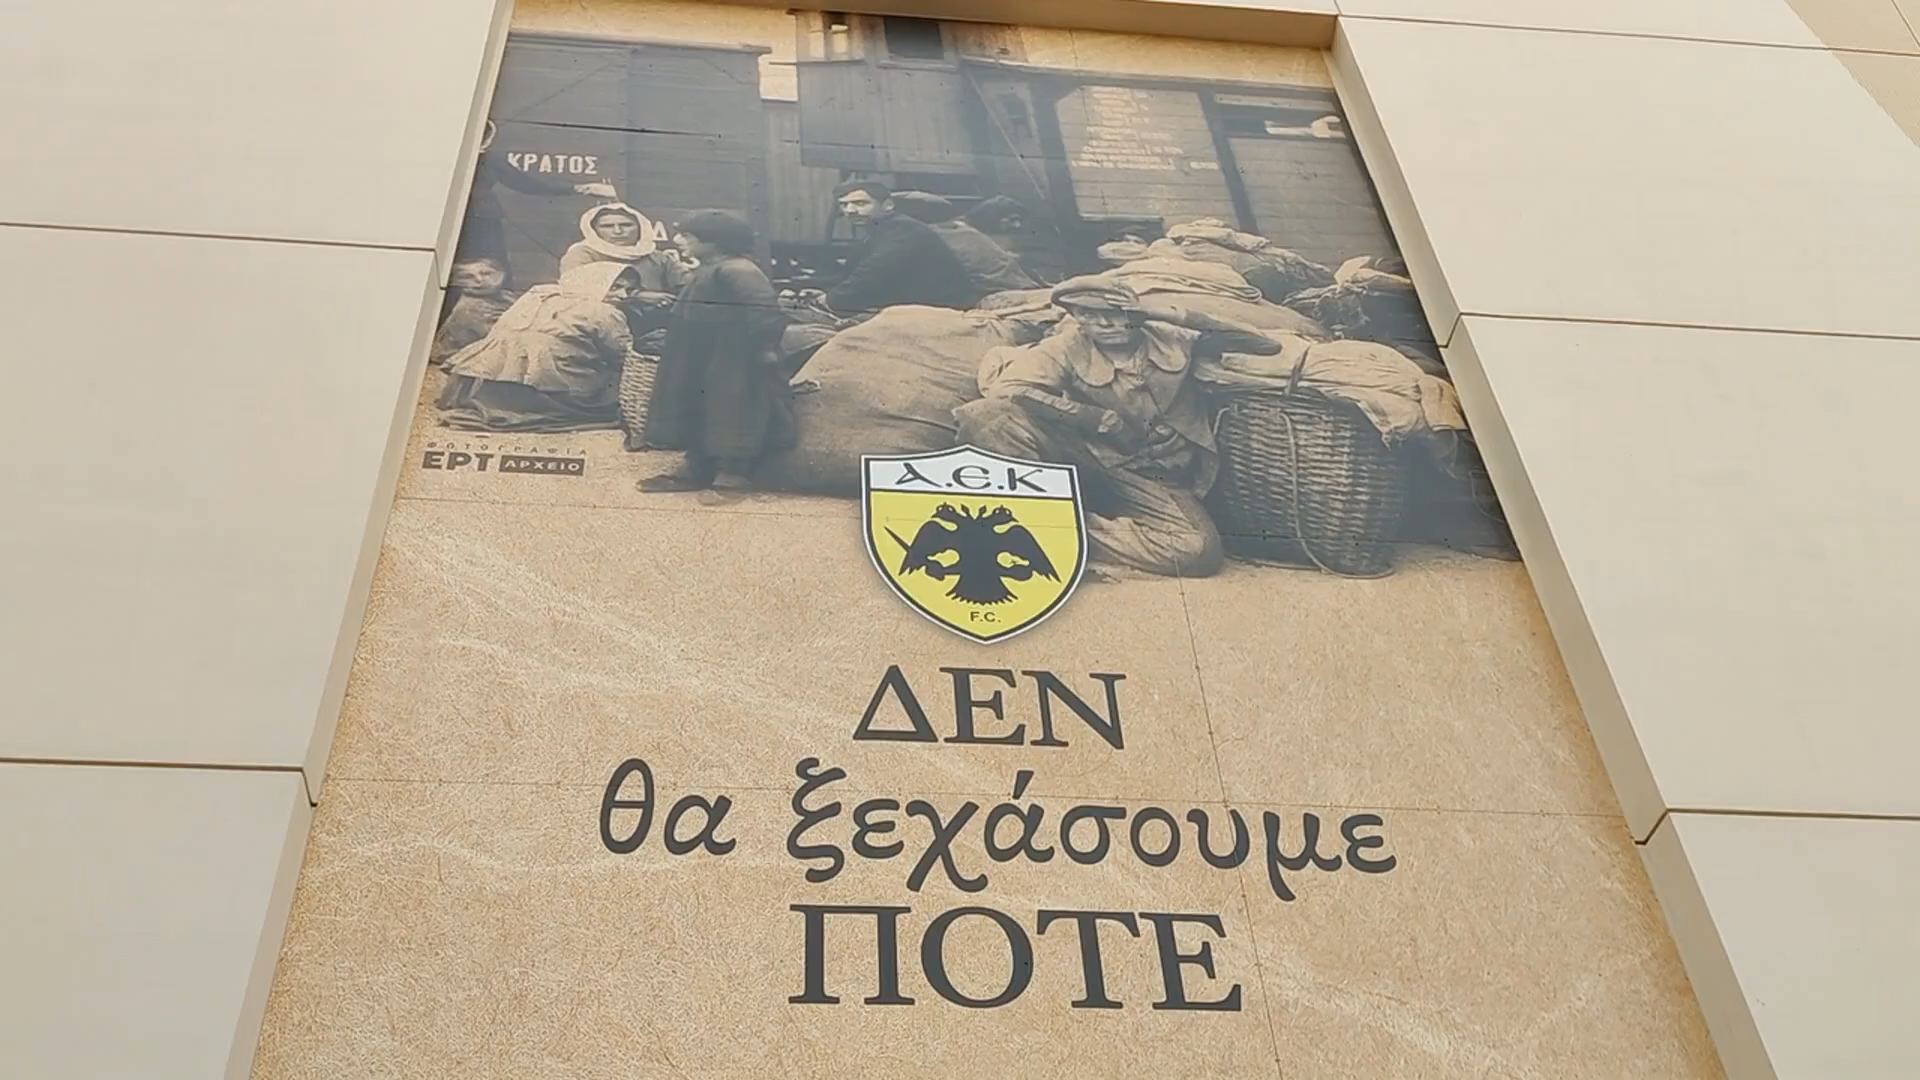 ΚΡΑΤΟΣ
ΦΩΤΟΓΡΑΦΙΑ
ΕΡΤ ΑΡΧΕΙΟ
Α.Ε.Κ
F.C.
ΔΕΝ
θα ξεχάσουμε
ΠΟΤΕ